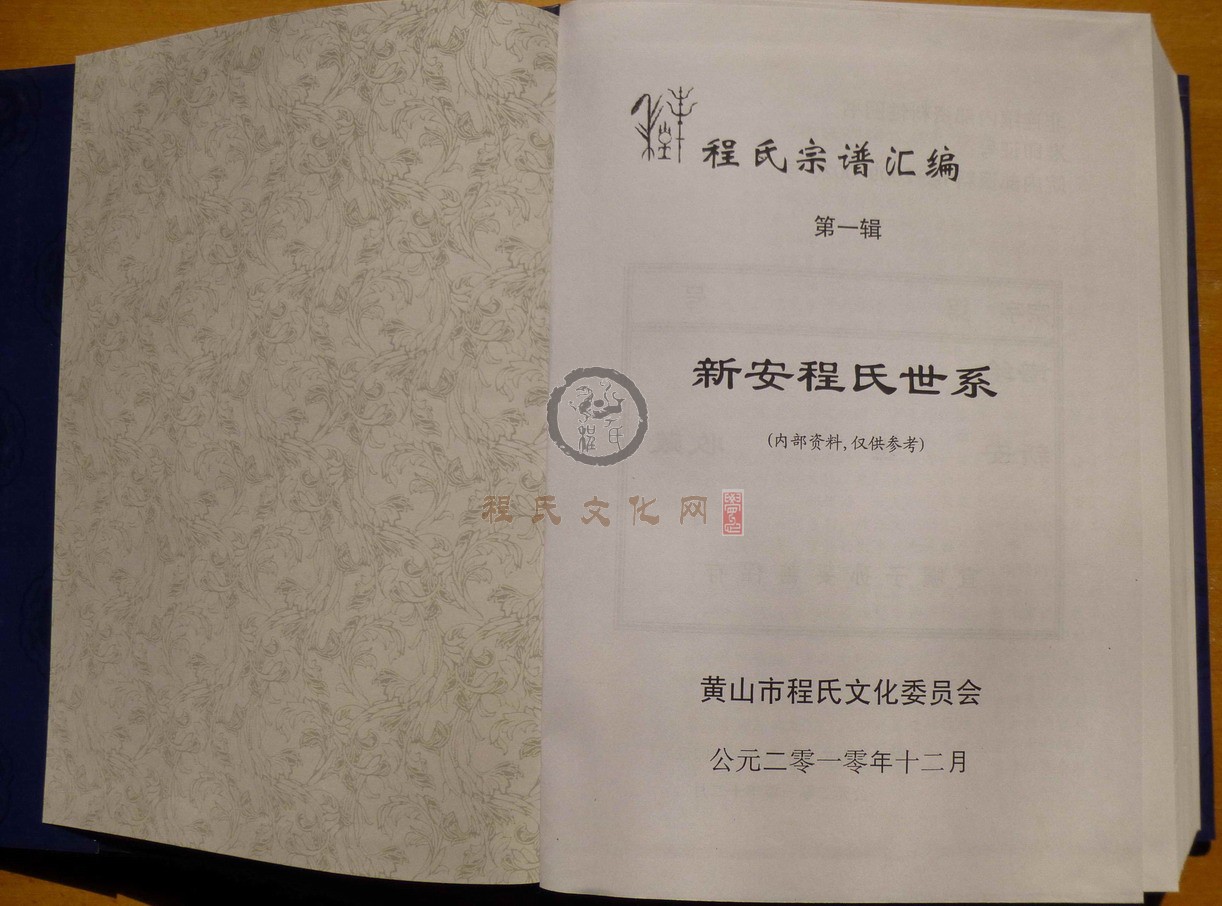 程氏宗谱汇编
第一辑
新安程氏世系
(内部资料,仅供参考)
程氏文化网
黄山市程氏文化委员会
公元二零一零年十二月